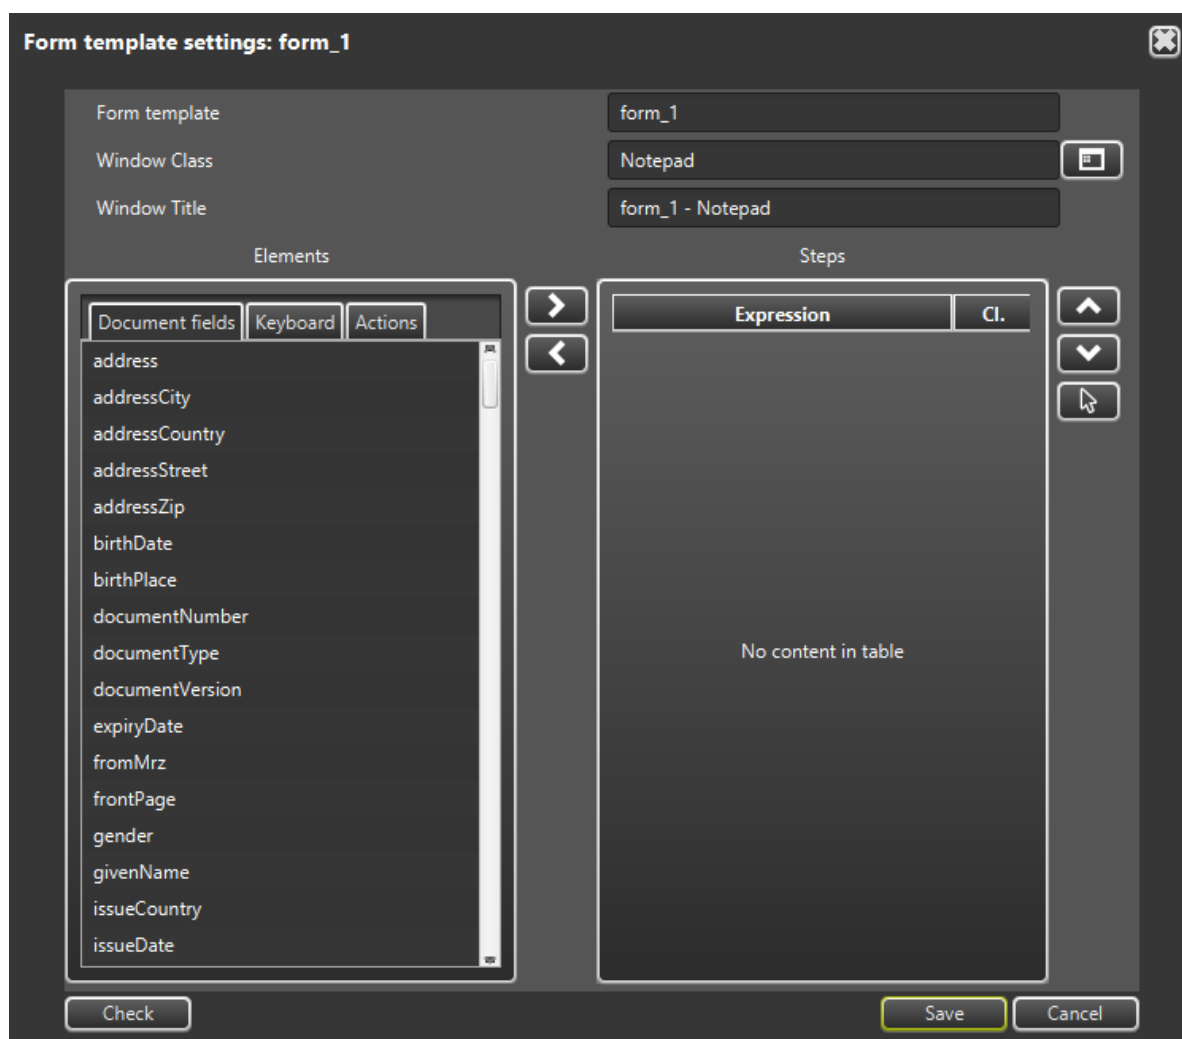 Form template settings: form_1
Form template form_1
Window Class Notepad
Window Title form_1 - Notepad
Elements Steps
Document fields Keyboard Actions
Expression Cl.
address
addressCity
addressCountry
addressStreet
addressZip
birthDate
birthPlace
documentNumber
documentType
No content in table
documentVersion
expiryDate
fromMrz
frontPage
gender
givenName
issueCountry
issueDate
Check Save Cancel